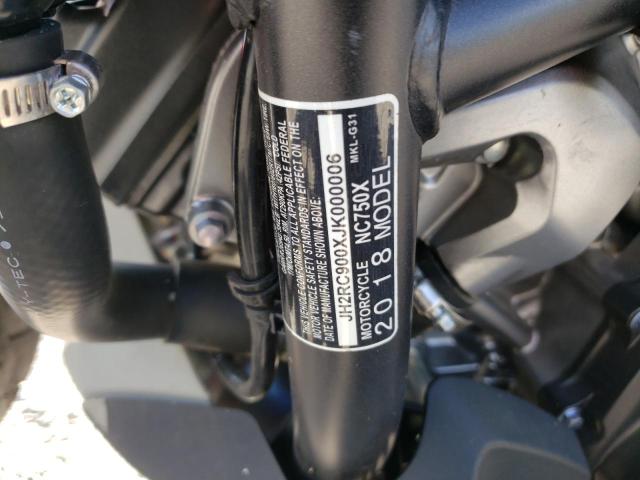 THIS VEHICLE CONFORMS TO ALL APPLICABLE FEDERAL
MOTOR VEHICLE SAFETY STANDARDS IN EFFECT ON THE
DATE OF MANUFACTURE SHOWN ABOVE.
JH2RC900XJK000006
MOTORCYCLE NC750X MKL-G31
2018 MODEL
Y-TEC